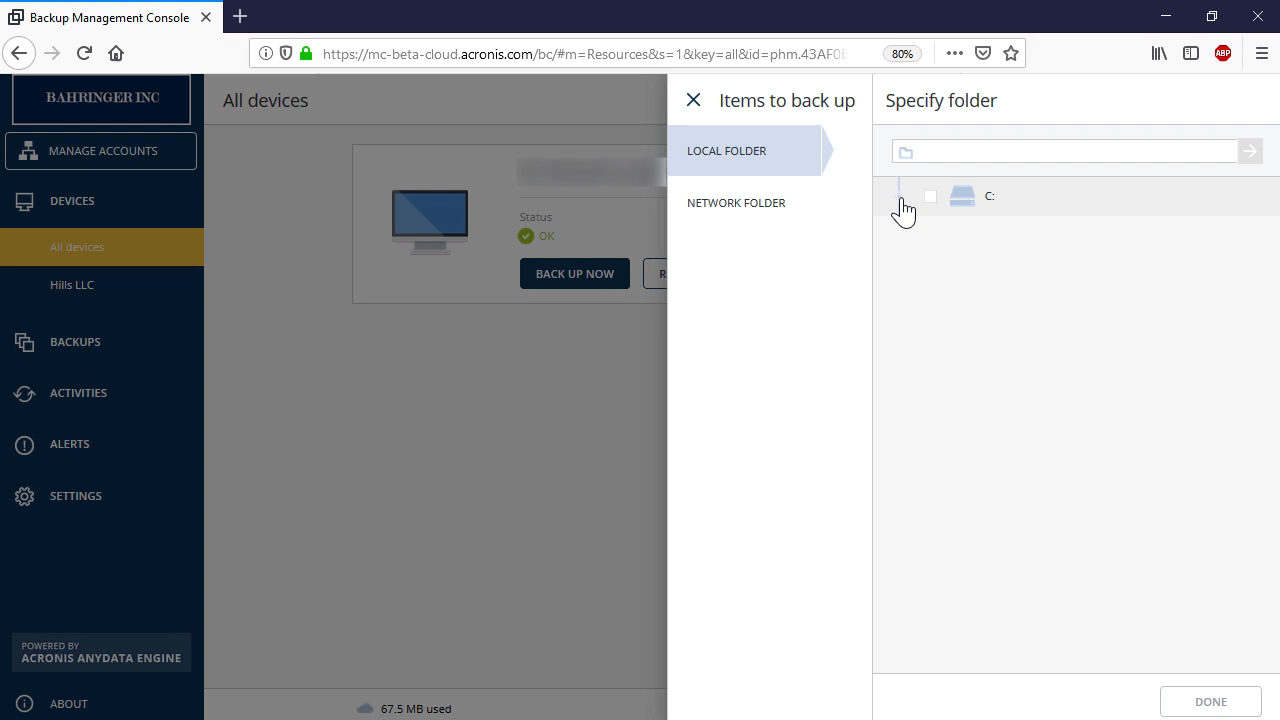 Backup Management Console
https://mc-beta-cloud.acronis.com/bc/#m=Resources&s=1&key=all&id=phm.43AF0
80%
ABP
BAHRINGER INC
MANAGE ACCOUNTS
DEVICES
All devices
Hills LLC
BACKUPS
ACTIVITIES
ALERTS
SETTINGS
POWERED BY
ACRONIS ANYDATA ENGINE
ABOUT
All devices
Status
OK
BACK UP NOW
R
67.5 MB used
Items to back up
LOCAL FOLDER
NETWORK FOLDER
Specify folder
C:
DONE